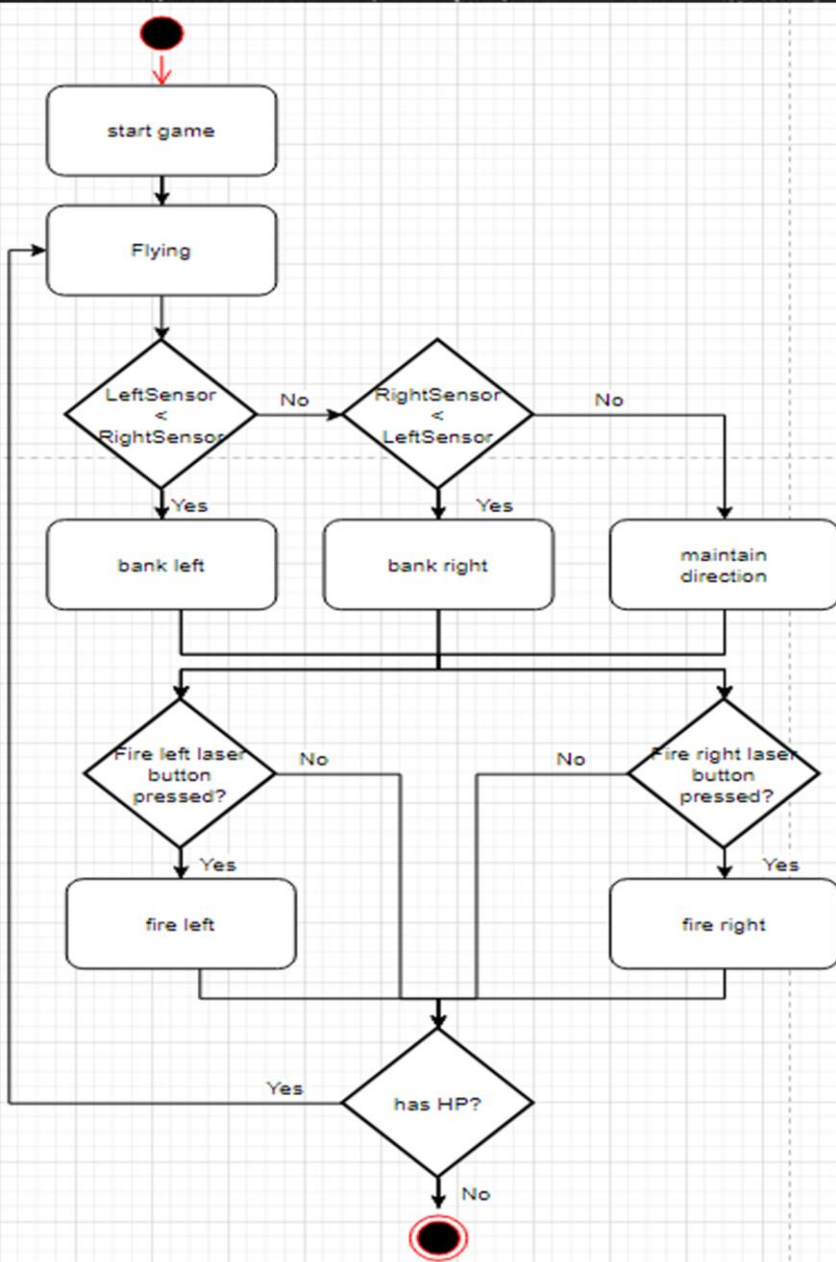 start game
Flying
LeftSensor
<
RightSensor
No
RightSensor
<
LeftSensor
No
Yes
Yes
bank left
bank right
maintain
direction
Fire left laser
button
pressed?
No
No
Fire right laser
button
pressed?
Yes
Yes
fire left
fire right
Yes
has HP?
No